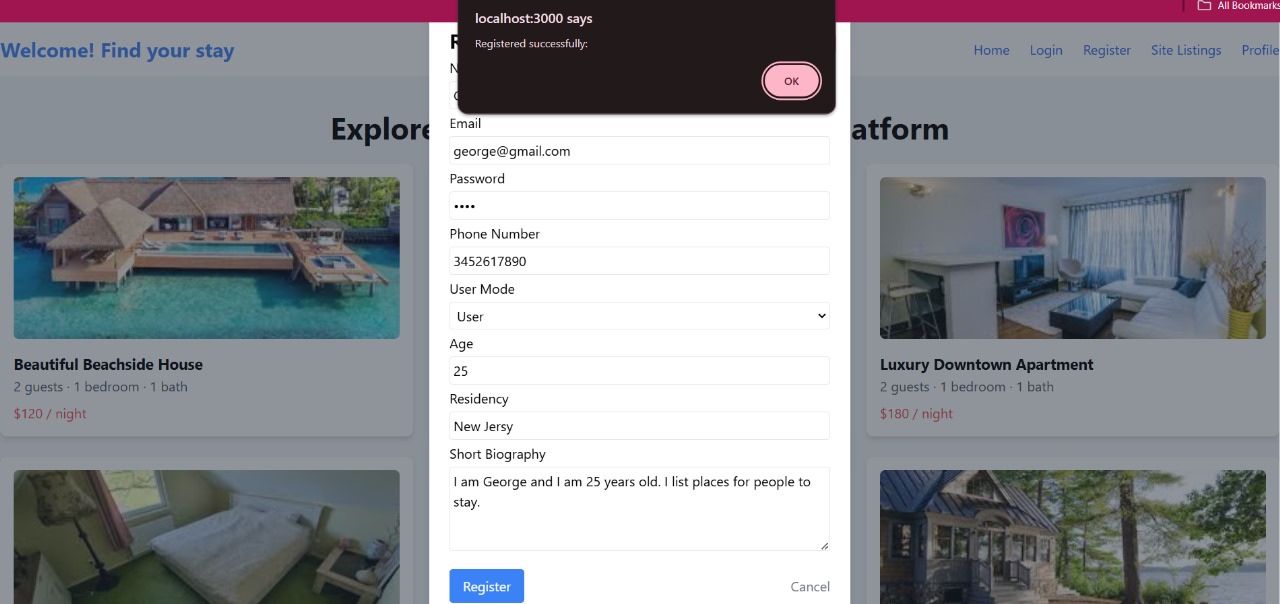 All Bookmarks
localhost:3000 says
Registered successfully:
OK
Welcome! Find your stay
Home
Login
Register
Site Listings
Profile
Explore
atform
Email
george@gmail.com
Password
••••
Phone Number
3452617890
User Mode
User
Age
25
Residency
New Jersy
Short Biography
I am George and I am 25 years old. I list places for people to
stay.
Register
Cancel
Beautiful Beachside House
2 guests · 1 bedroom · 1 bath
$120 / night
Luxury Downtown Apartment
2 guests · 1 bedroom · 1 bath
$180 / night